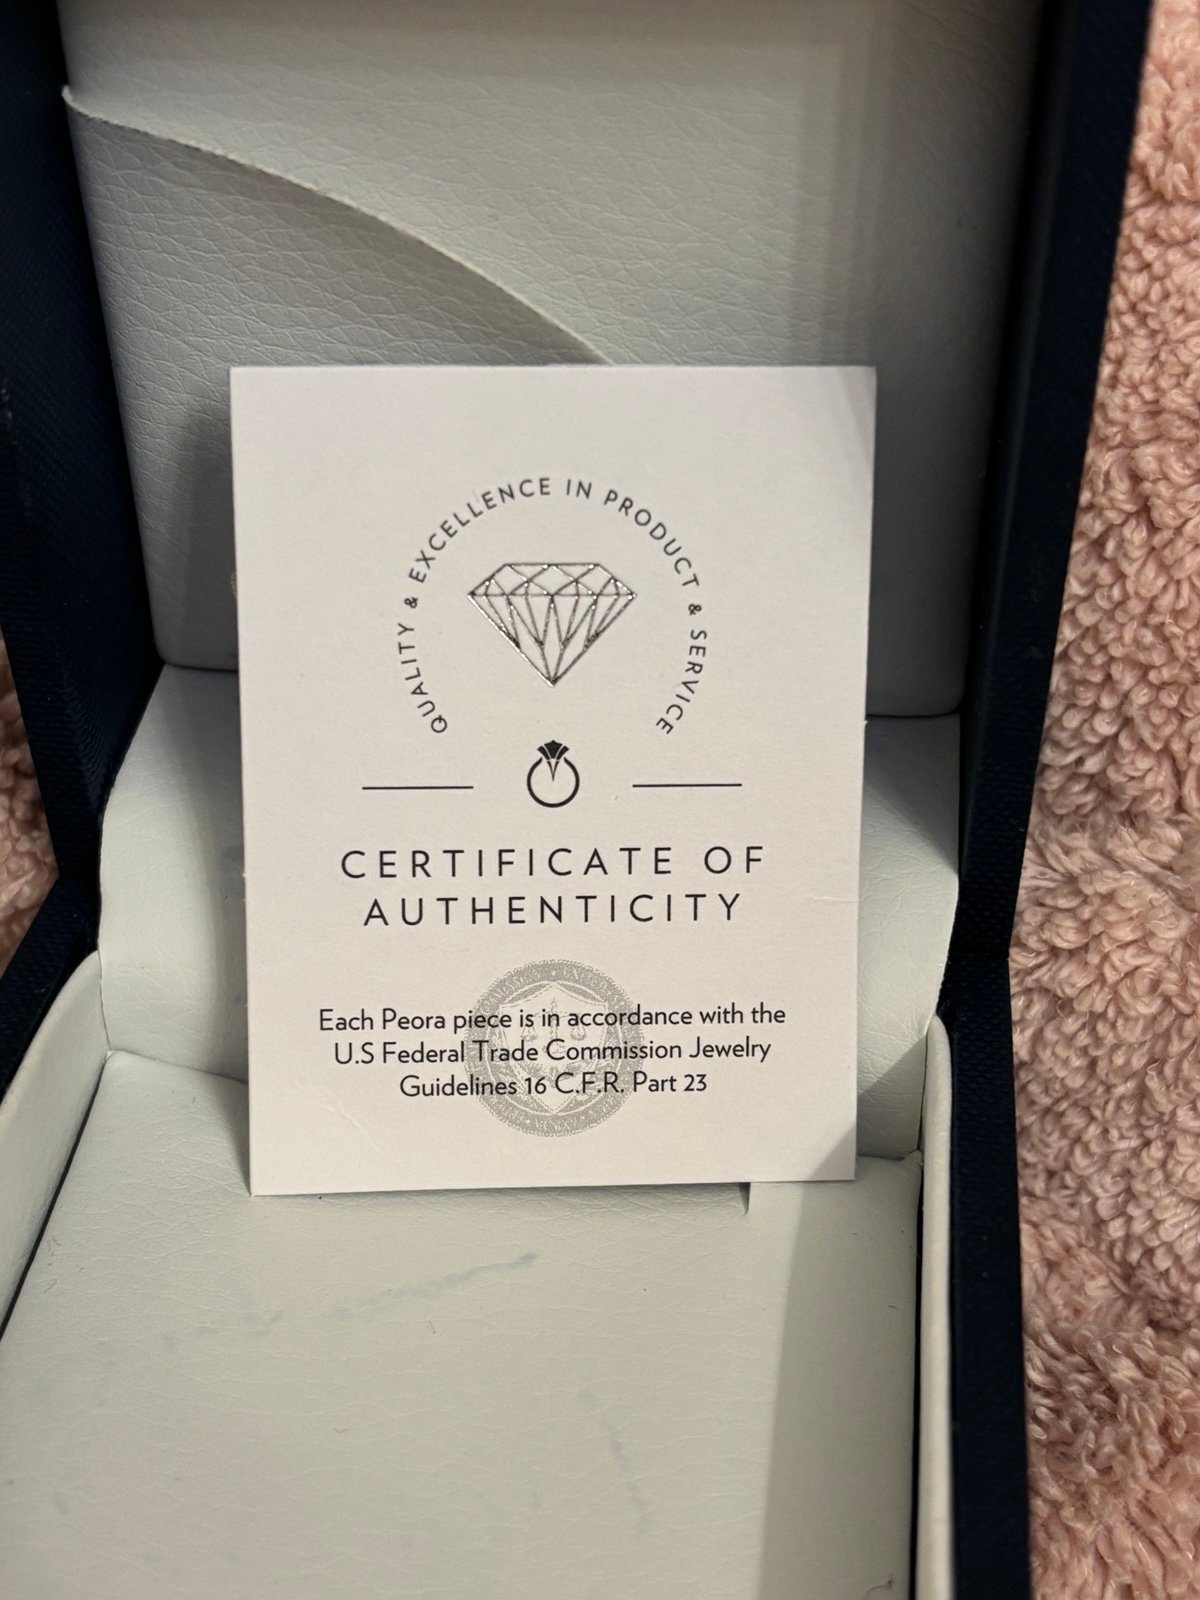 QUALITY & EXCELLENCE IN PRODUCT & SERVICE
CERTIFICATE OF
AUTHENTICITY
Each Peora piece is in accordance with the
U.S Federal Trade Commission Jewelry
Guidelines 16 C.F.R. Part 23